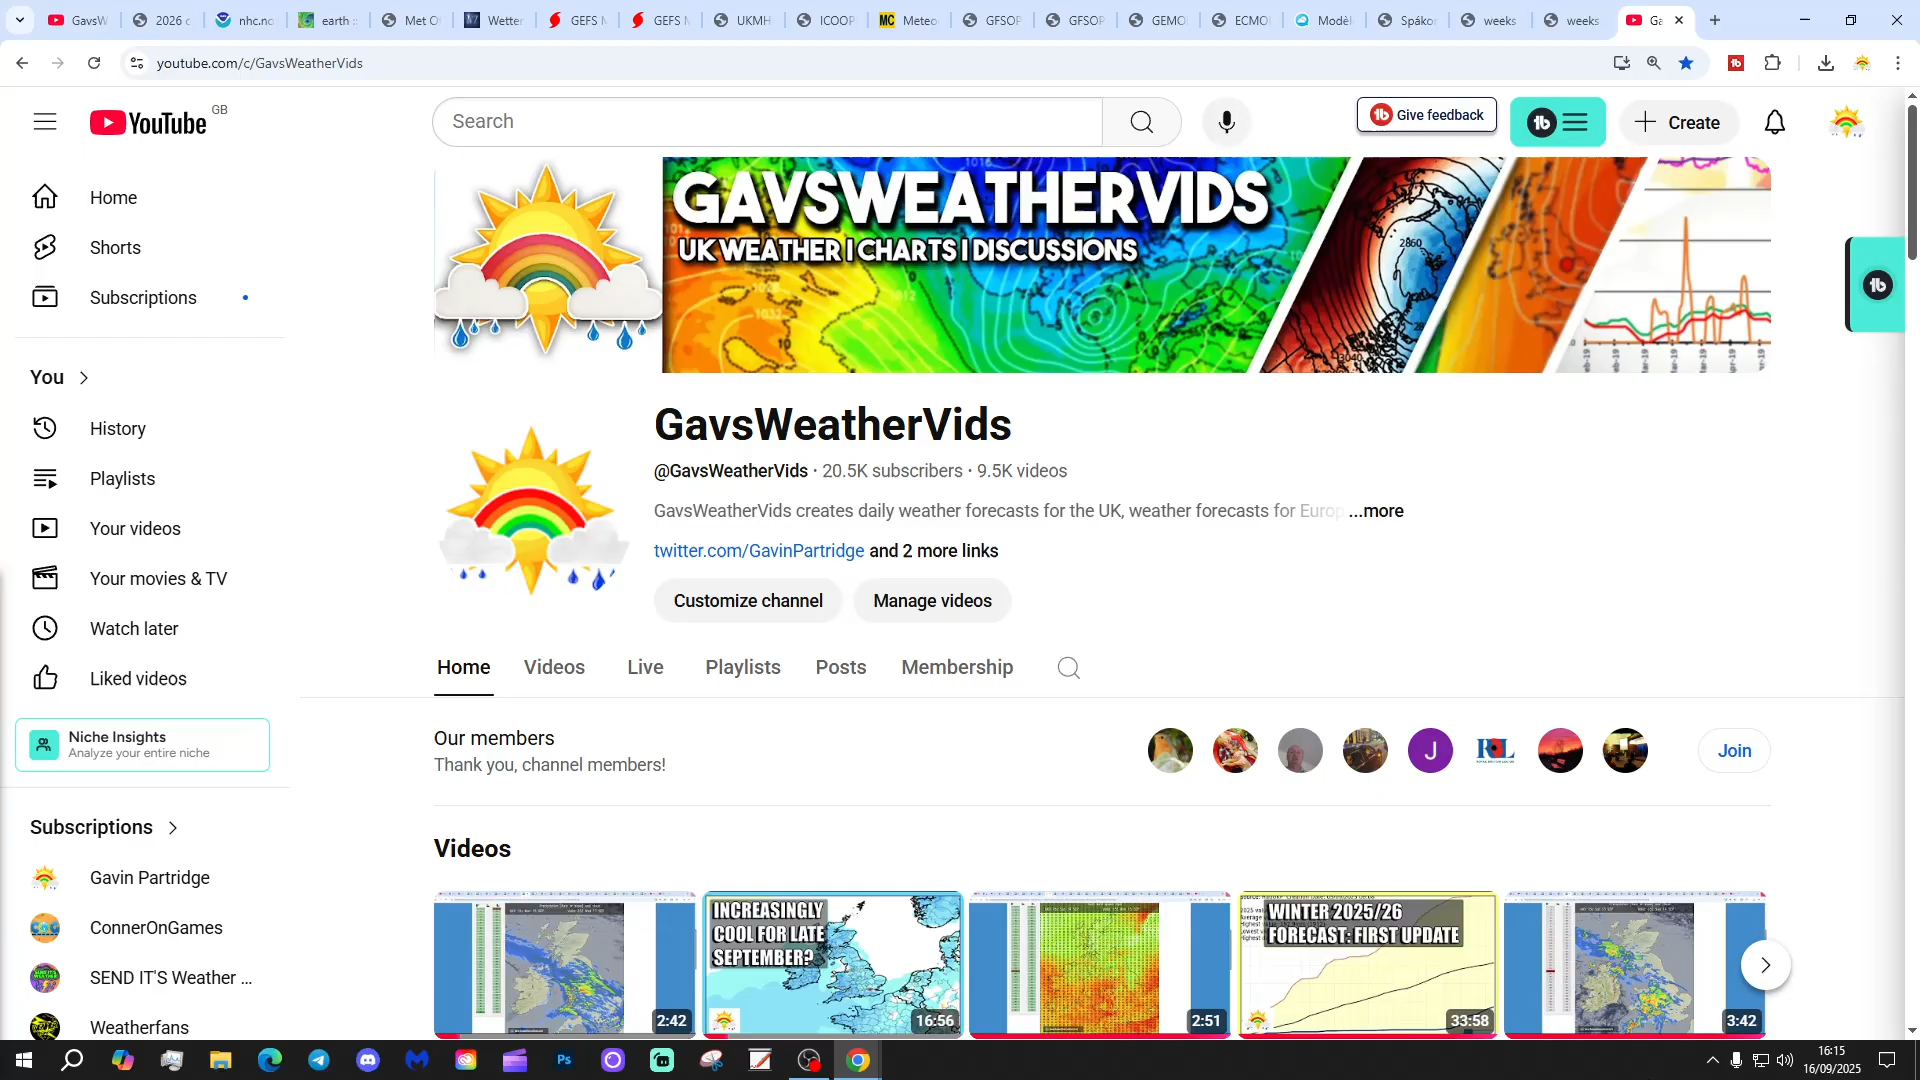 GavsW
2026 c
nhc.no
earth ::
Met Of
Wetter
GEFS M
GEFS M
UKMH
ICOOP
Meteo
GFSOP
GFSOP
GEMO
ECMO
Modèle
Spákor
weeks
weeks
Ga
youtube.com/c/GavsWeatherVids
YouTube GB
Search
Give feedback
Create
Home
Shorts
Subscriptions
You
History
Playlists
Your videos
Your movies & TV
Watch later
Liked videos
Niche Insights
Analyze your entire niche
Subscriptions
Gavin Partridge
ConnerOnGames
SEND IT'S Weather ...
Weatherfans
GAVSWEATHERVIDS
UK WEATHER | CHARTS | DISCUSSIONS
GavsWeatherVids
@GavsWeatherVids · 20.5K subscribers · 9.5K videos
GavsWeatherVids creates daily weather forecasts for the UK, weather forecasts for Europ ...more
twitter.com/GavinPartridge and 2 more links
Customize channel
Manage videos
Home
Videos
Live
Playlists
Posts
Membership
Our members
Thank you, channel members!
J
Join
Videos
2:42
INCREASINGLY
COOL FOR LATE
SEPTEMBER?
16:56
2:51
WINTER 2025/26
FORECAST: FIRST UPDATE
33:58
3:42
16:15
16/09/2025